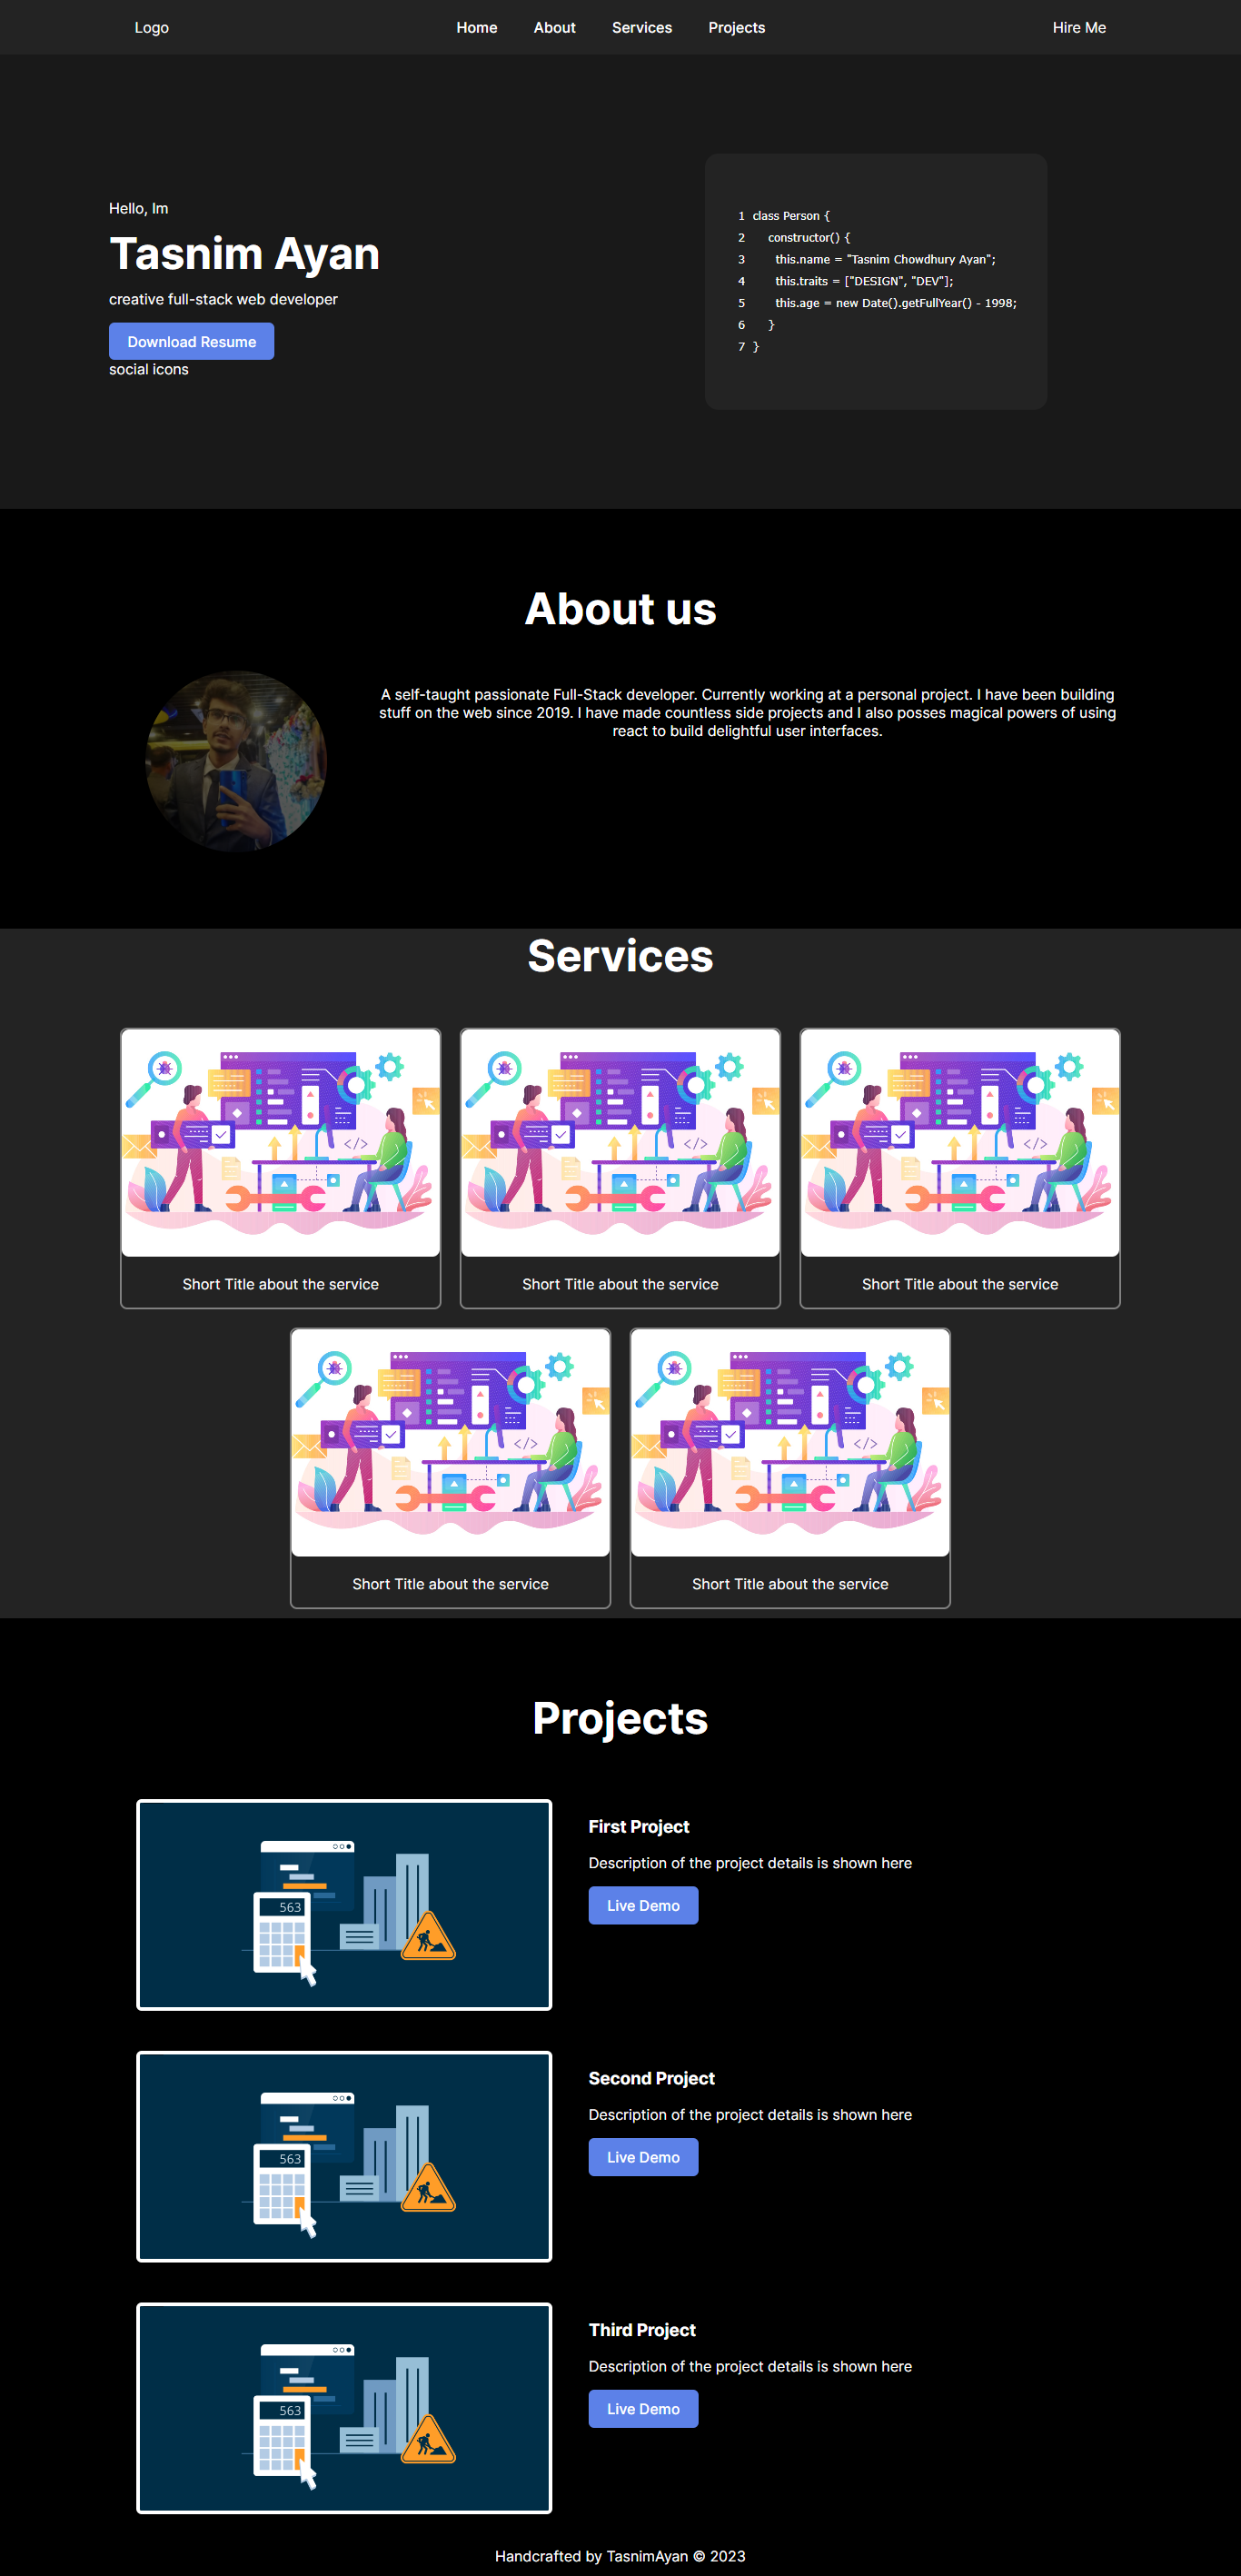 Logo
Home About Services Projects
Hire Me
Hello, Im
Tasnim Ayan
creative full-stack web developer
Download Resume
social icons
1 class Person {
2 constructor() {
3 this.name = "Tasnim Chowdhury Ayan";
4 this.traits = ["DESIGN", "DEV"];
5 this.age = new Date().getFullYear() - 1998;
6 }
7 }
About us
A self-taught passionate Full-Stack developer. Currently working at a personal project. I have been building
stuff on the web since 2019. I have made countless side projects and I also posses magical powers of using
react to build delightful user interfaces.
Services
</>
</>
</>
Short Title about the service
Short Title about the service
Short Title about the service
</>
</>
Short Title about the service
Short Title about the service
Projects
563
First Project
Description of the project details is shown here
Live Demo
563
Second Project
Description of the project details is shown here
Live Demo
563
Third Project
Description of the project details is shown here
Live Demo
Handcrafted by TasnimAyan © 2023